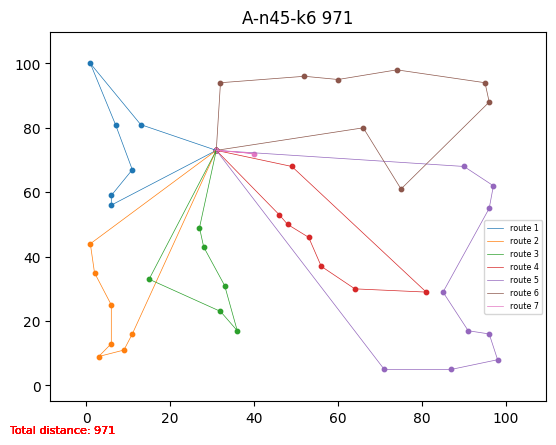 A-n45-k6 971
100
80
60
40
20
0
0 20 40 60 80 100
route 1
route 2
route 3
route 4
route 5
route 6
route 7
Total distance: 971